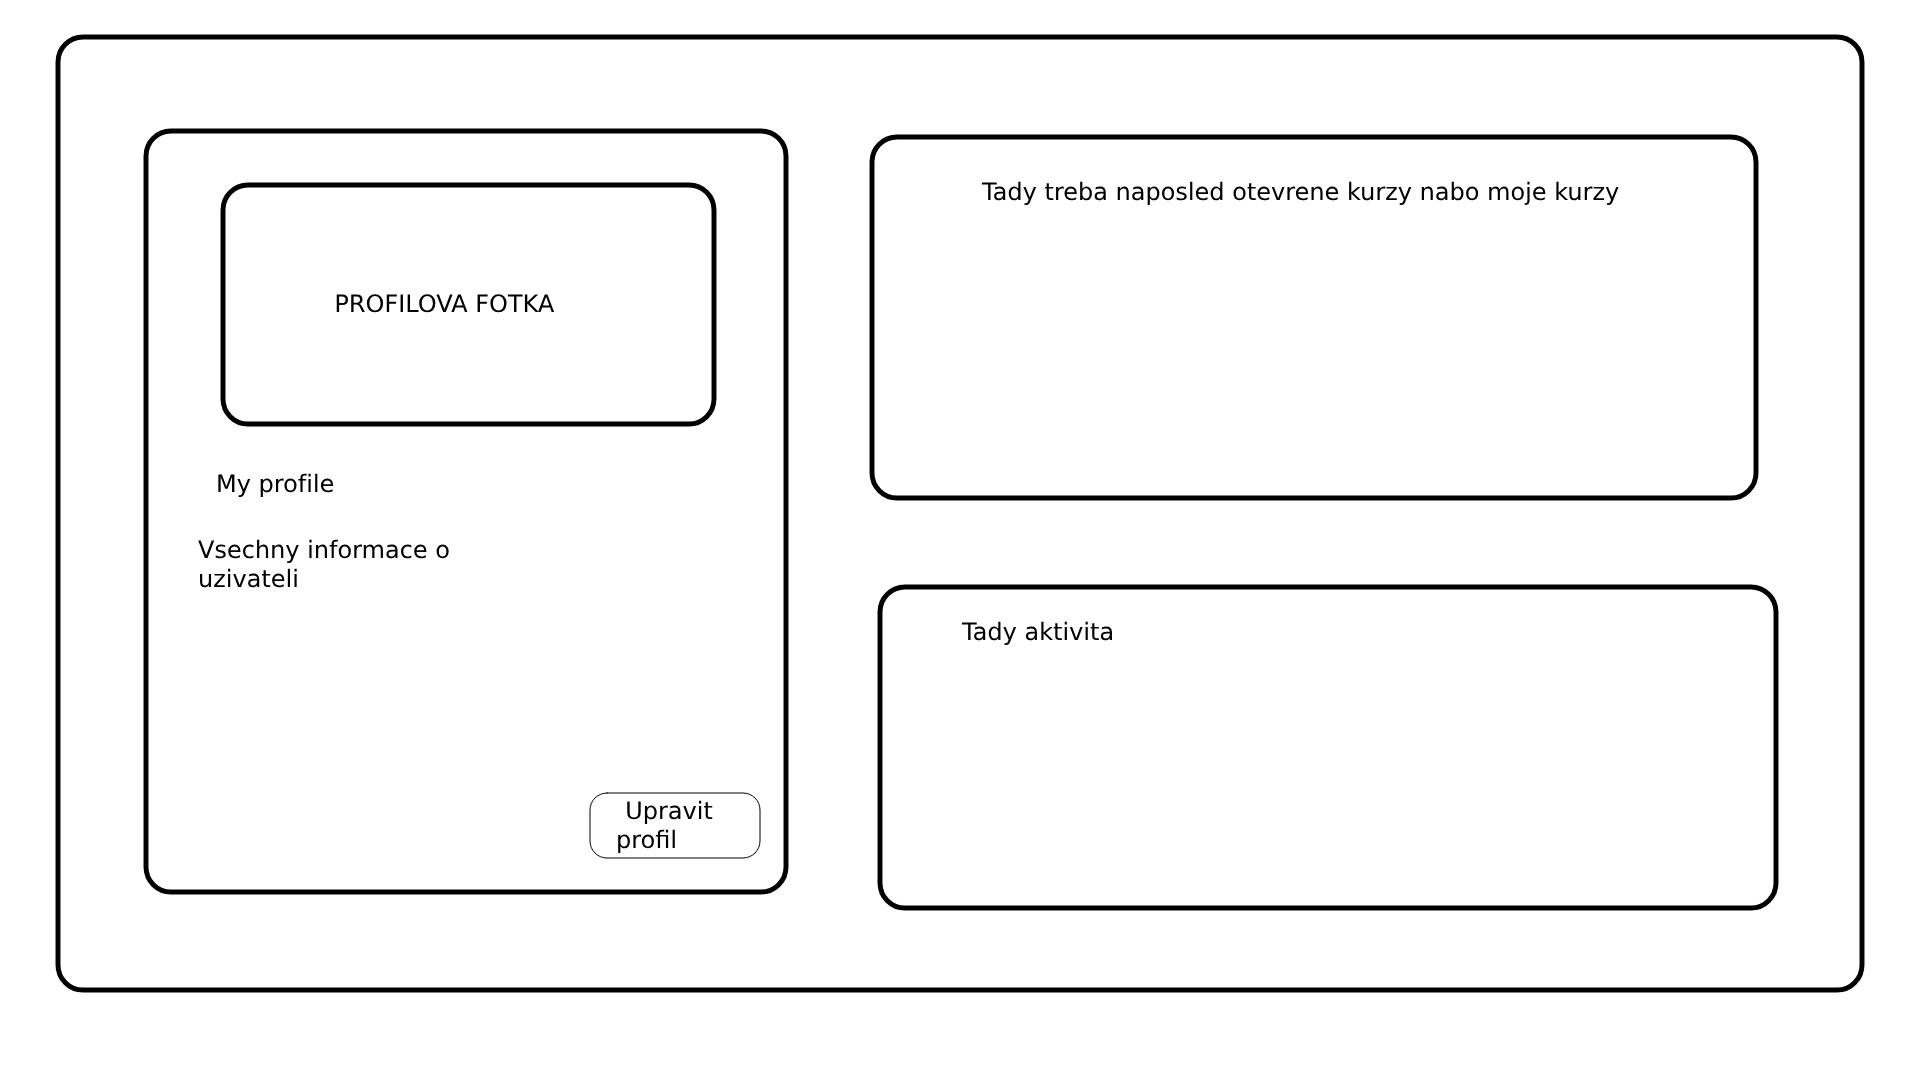 PROFILOVA FOTKA
My profile
Vsechny informace o
uzivateli
Upravit
profil
Tady treba naposled otevrene kurzy nabo moje kurzy
Tady aktivita